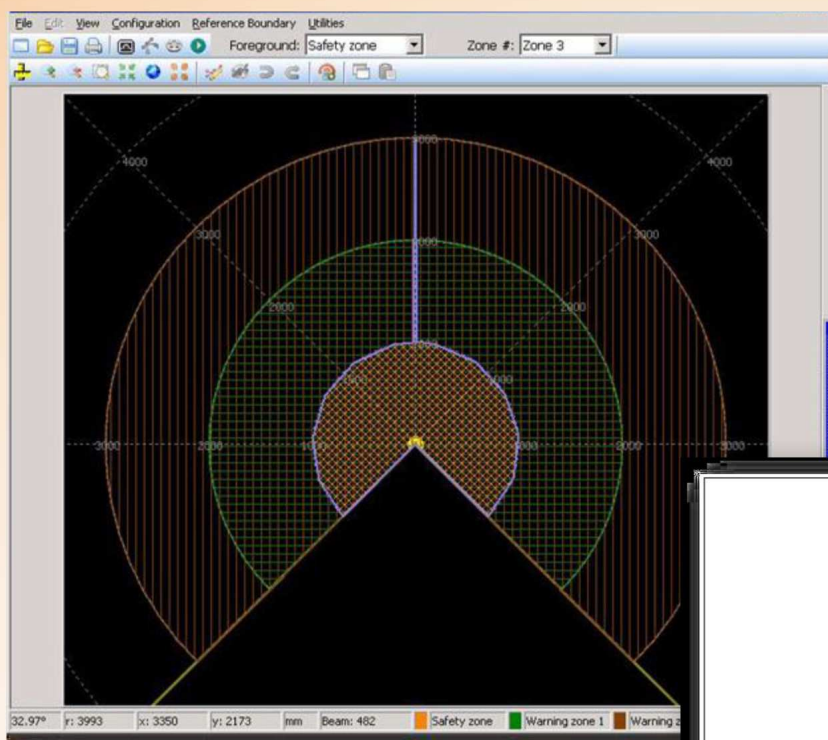 File Edit View Configuration Reference Boundary Utilities
Foreground: Safety zone Zone #: Zone 3
4000 3000 4000
3000 2000 3000
2000 2000
1000
1000 1000
3000 2000 1000 1000 2000 3000
32.97° r: 3993 x: 3350 y: 2173 mm Beam: 482 Safety zone Warning zone 1 Warning